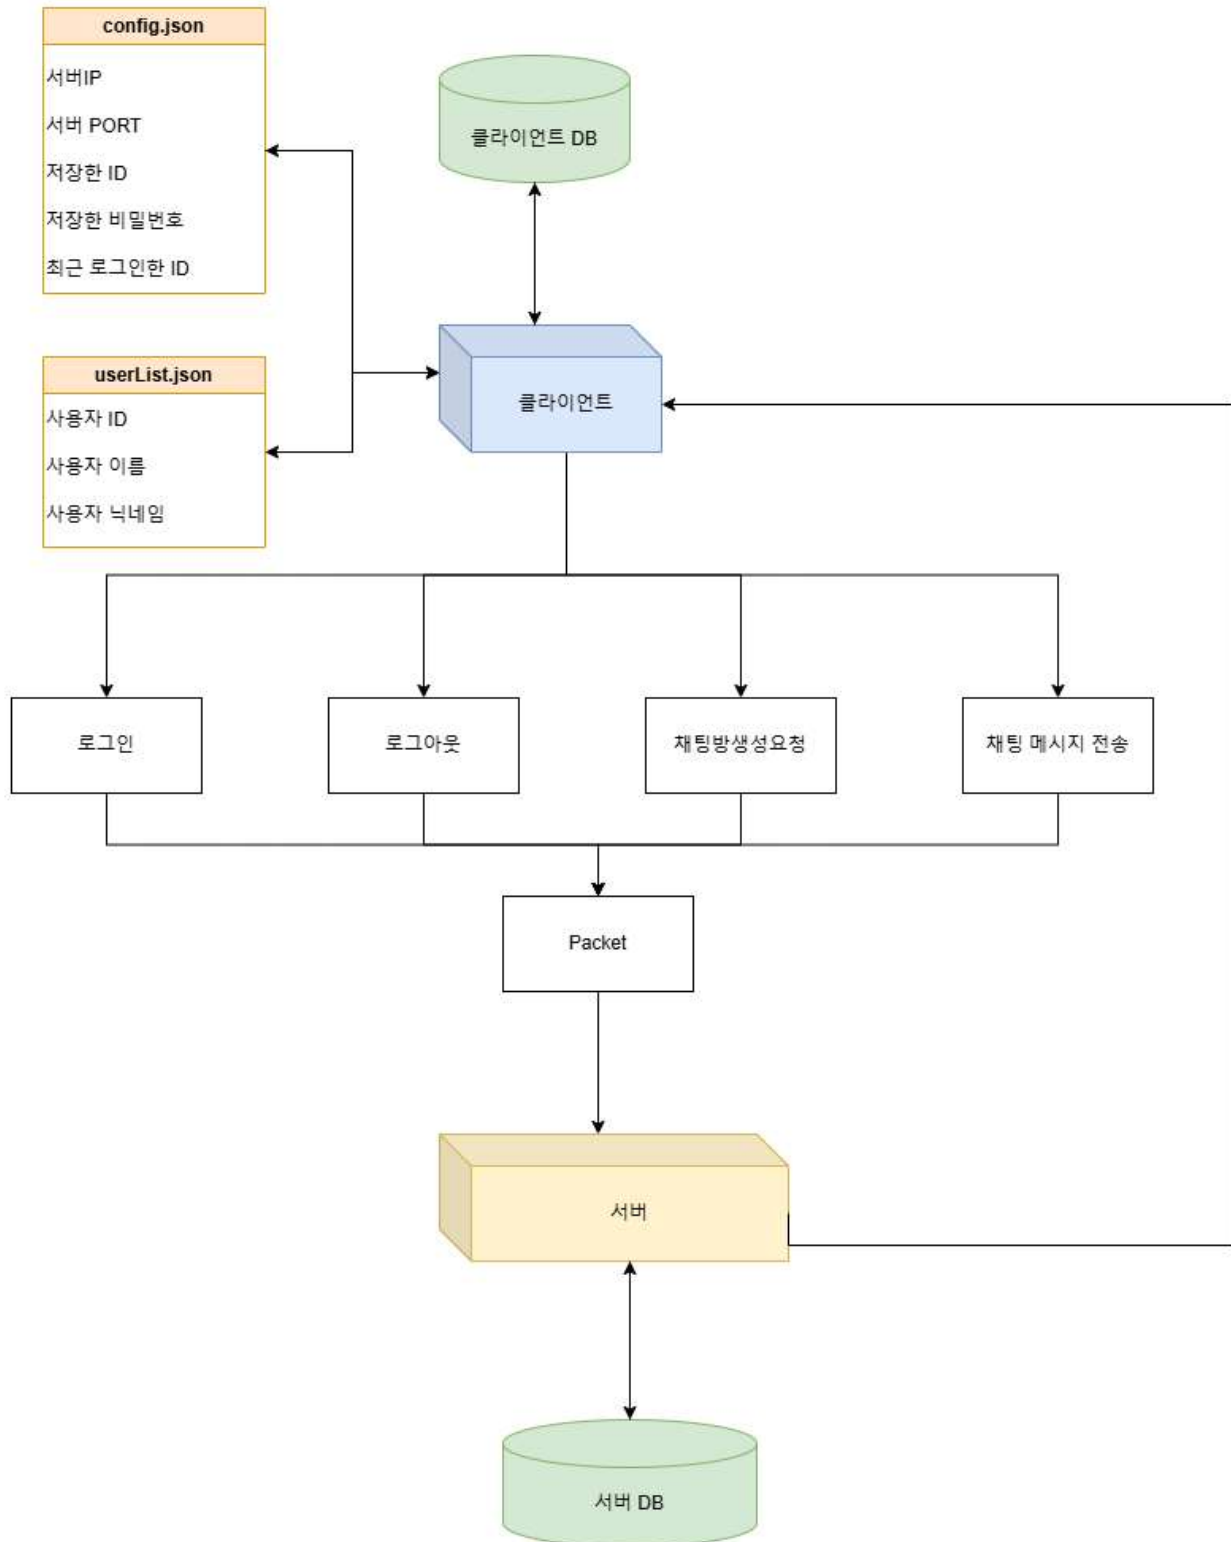 config.json
서버IP
서버 PORT
저장한 ID
저장한 비밀번호
최근 로그인한 ID
클라이언트 DB
userList.json
사용자 ID
사용자 이름
사용자 닉네임
클라이언트
로그인
로그아웃
채팅방생성요청
채팅 메시지 전송
Packet
서버
서버 DB